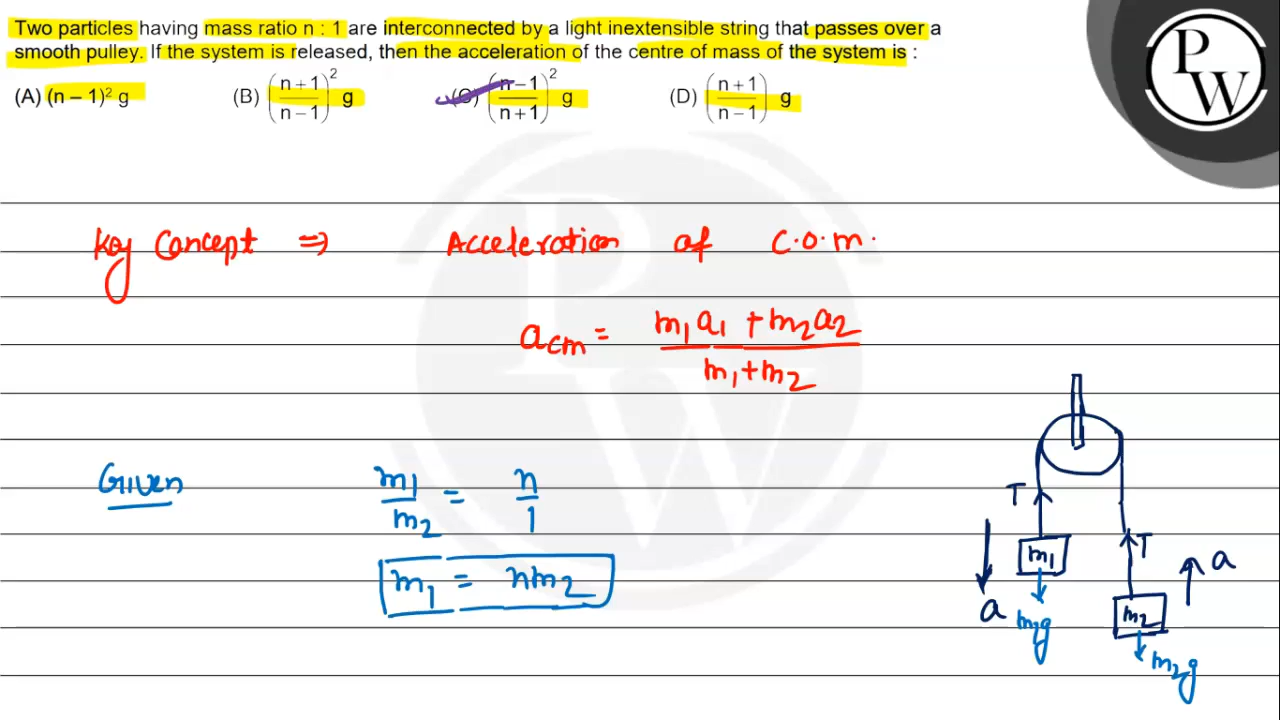 Two particles having mass ratio n : 1 are interconnected by a light inextensible string that passes over a
smooth pulley. If the system is released, then the acceleration of the centre of mass of the system is :
(A) (n – 1)² g (B) (n + 1 / n – 1)² g (C) (n – 1 / n + 1)² g (D) (n + 1 / n – 1) g
PW
Key Concept ⇒ Acceleration of C.O.M.
a_cm = (m₁a₁ + m₂a₂) / (m₁ + m₂)
Given m₁/m₂ = n/1
m₁ = nm₂
T
T
m₁
a
a
m₁g
m₂
m₂g